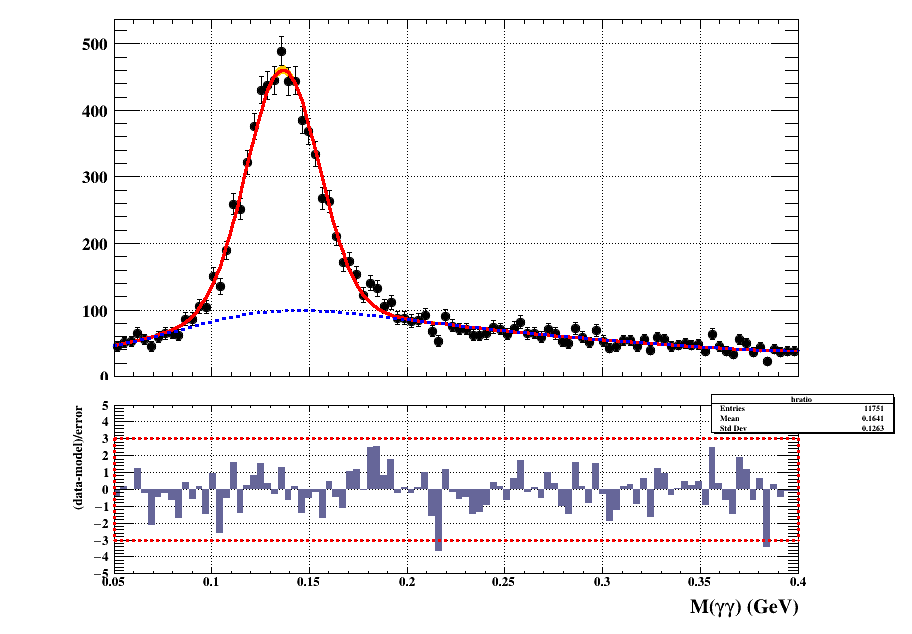 500
400
300
200
100
0
hratio
Entries 11751
Mean 0.1641
Std Dev 0.1263
(data-model)/error
5
4
3
2
1
0
−1
−2
−3
−4
−5
0.05 0.1 0.15 0.2 0.25 0.3 0.35 0.4
M(γγ) (GeV)